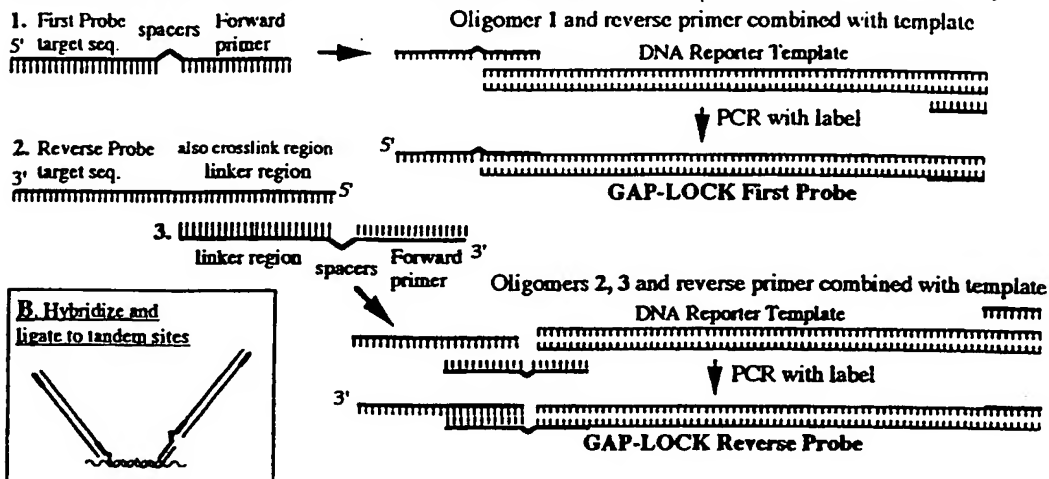 1. First Probe
5' target seq. spacers Forward primer
Oligomer 1 and reverse primer combined with template
DNA Reporter Template
PCR with label
5'
GAP-LOCK First Probe
2. Reverse Probe also crosslink region
3' target seq. linker region
5'
3.
linker region spacers Forward primer 3'
Oligomers 2, 3 and reverse primer combined with template
DNA Reporter Template
PCR with label
3'
GAP-LOCK Reverse Probe
B. Hybridize and
ligate to tandem sites